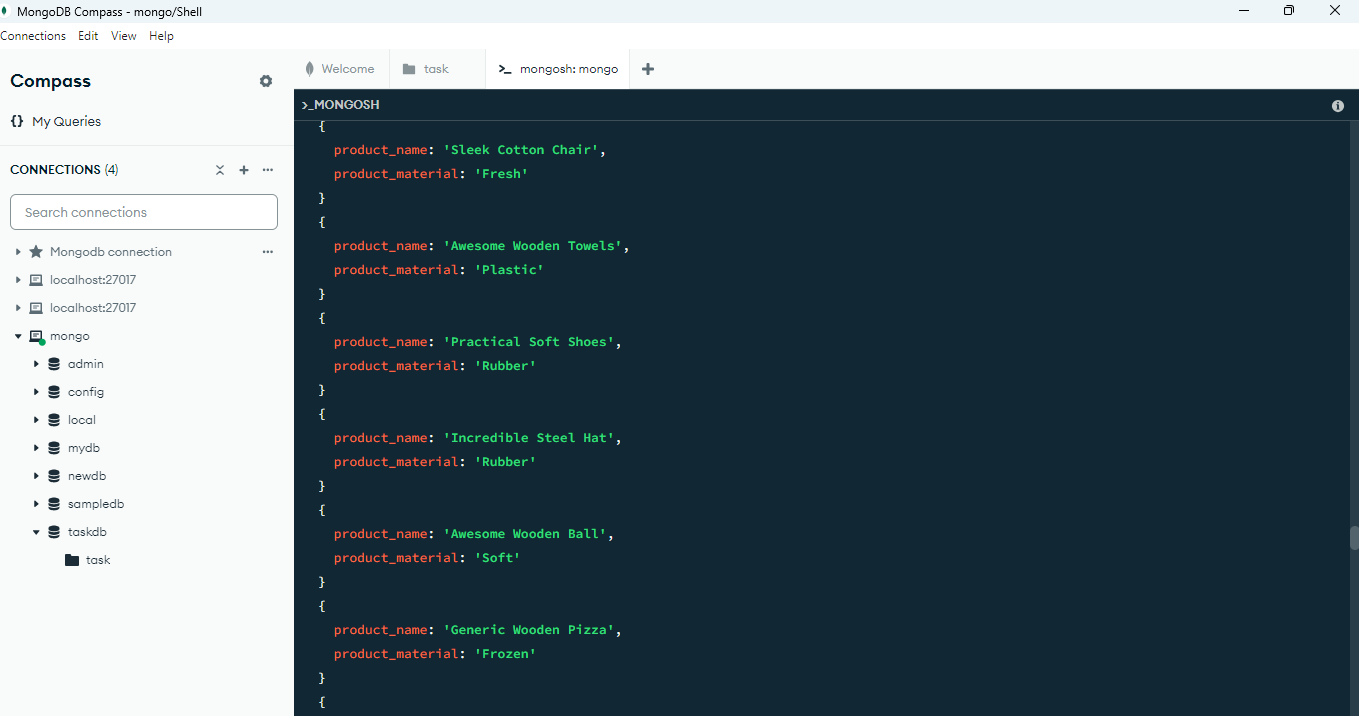 MongoDB Compass - mongo/Shell
Connections Edit View Help
Compass
{} My Queries
CONNECTIONS (4)
Search connections
Mongodb connection
localhost:27017
localhost:27017
mongo
admin
config
local
mydb
newdb
sampledb
taskdb
task
Welcome task >_ mongosh: mongo +
>_MONGOSH
{
product_name: 'Sleek Cotton Chair',
product_material: 'Fresh'
}
{
product_name: 'Awesome Wooden Towels',
product_material: 'Plastic'
}
{
product_name: 'Practical Soft Shoes',
product_material: 'Rubber'
}
{
product_name: 'Incredible Steel Hat',
product_material: 'Rubber'
}
{
product_name: 'Awesome Wooden Ball',
product_material: 'Soft'
}
{
product_name: 'Generic Wooden Pizza',
product_material: 'Frozen'
}
{